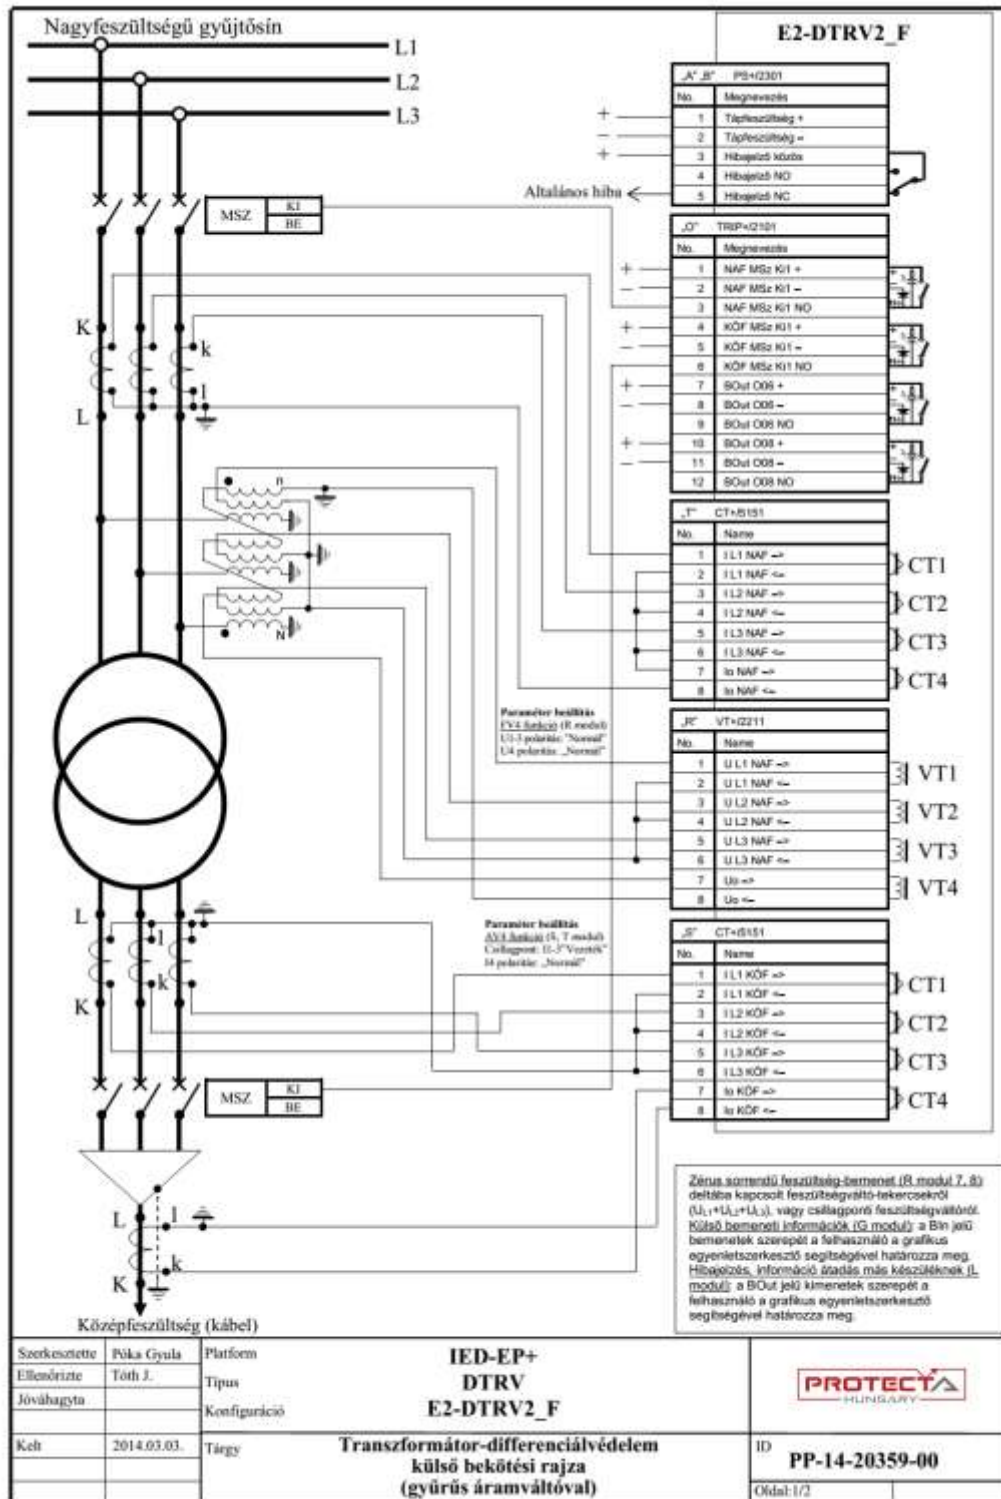 Nagyfeszültségű gyűjtősín
L1
L2
L3
E2-DTRV2_F
„A" „B" PS+/2301
No. Megnevezés
1 Tápfeszültség +
2 Tápfeszültség –
3 Hibajelző közös
4 Hibajelző NO
5 Hibajelző NC
+
–
+
Általános hiba
MSZ KI
BE
„O" TRIP+/2101
No. Megnevezés
1 NAF MSz Ki1 +
2 NAF MSz Ki1 –
3 NAF MSz Ki1 NO
4 KÖF MSz Ki1 +
5 KÖF MSz Ki1 –
6 KÖF MSz Ki1 NO
7 BOut O06 +
8 BOut O06 –
9 BOut O06 NO
10 BOut O08 +
11 BOut O08 –
12 BOut O08 NO
+
–
+
–
+
–
+
–
K
k
l
L
n
N
„T" CT+/5151
No. Name
1 I L1 NAF –>
2 I L1 NAF <–
3 I L2 NAF –>
4 I L2 NAF <–
5 I L3 NAF –>
6 I L3 NAF <–
7 Io NAF –>
8 Io NAF <–
CT1
CT2
CT3
CT4
Paraméter beállítás
FV4 funkció (R modul)
U1-3 polaritás: "Normál"
U4 polaritás: „Normál"
„R" VT+/2211
No. Name
1 U L1 NAF –>
2 U L1 NAF <–
3 U L2 NAF –>
4 U L2 NAF <–
5 U L3 NAF –>
6 U L3 NAF <–
7 Uo –>
8 Uo <–
VT1
VT2
VT3
VT4
L
l
k
K
Paraméter beállítás
ÁV4 funkció (S, T modul)
Csillagpont: I1-3"Vezeték"
I4 polaritás: „Normál"
„S" CT+/5151
No. Name
1 I L1 KÖF –>
2 I L1 KÖF <–
3 I L2 KÖF –>
4 I L2 KÖF <–
5 I L3 KÖF –>
6 I L3 KÖF <–
7 Io KÖF –>
8 Io KÖF <–
CT1
CT2
CT3
CT4
MSZ KI
BE
L
l
k
K
Középfeszültség (kábel)
Zérus sorrendű feszültség-bemenet (R modul 7, 8):
deltába kapcsolt feszültségváltó-tekercsekről
(UL1+UL2+UL3), vagy csillagponti feszültségváltóról.
Külső bemeneti információk (G modul): a BIn jelű
bemenetek szerepét a felhasználó a grafikus
egyenletszerkesztő segítségével határozza meg.
Hibajelzés, információ átadás más készüléknek (L
modul): a BOut jelű kimenetek szerepét a
felhasználó a grafikus egyenletszerkesztő
segítségével határozza meg.
Szerkesztette Póka Gyula
Ellenőrizte Tóth J.
Jóváhagyta
Kelt 2014.03.03.
Platform IED-EP+
Típus DTRV
Konfiguráció E2-DTRV2_F
Tárgy Transzformátor-differenciálvédelem
külső bekötési rajza
(gyűrűs áramváltóval)
PROTECTA
HUNGARY
ID
PP-14-20359-00
Oldal:1/2